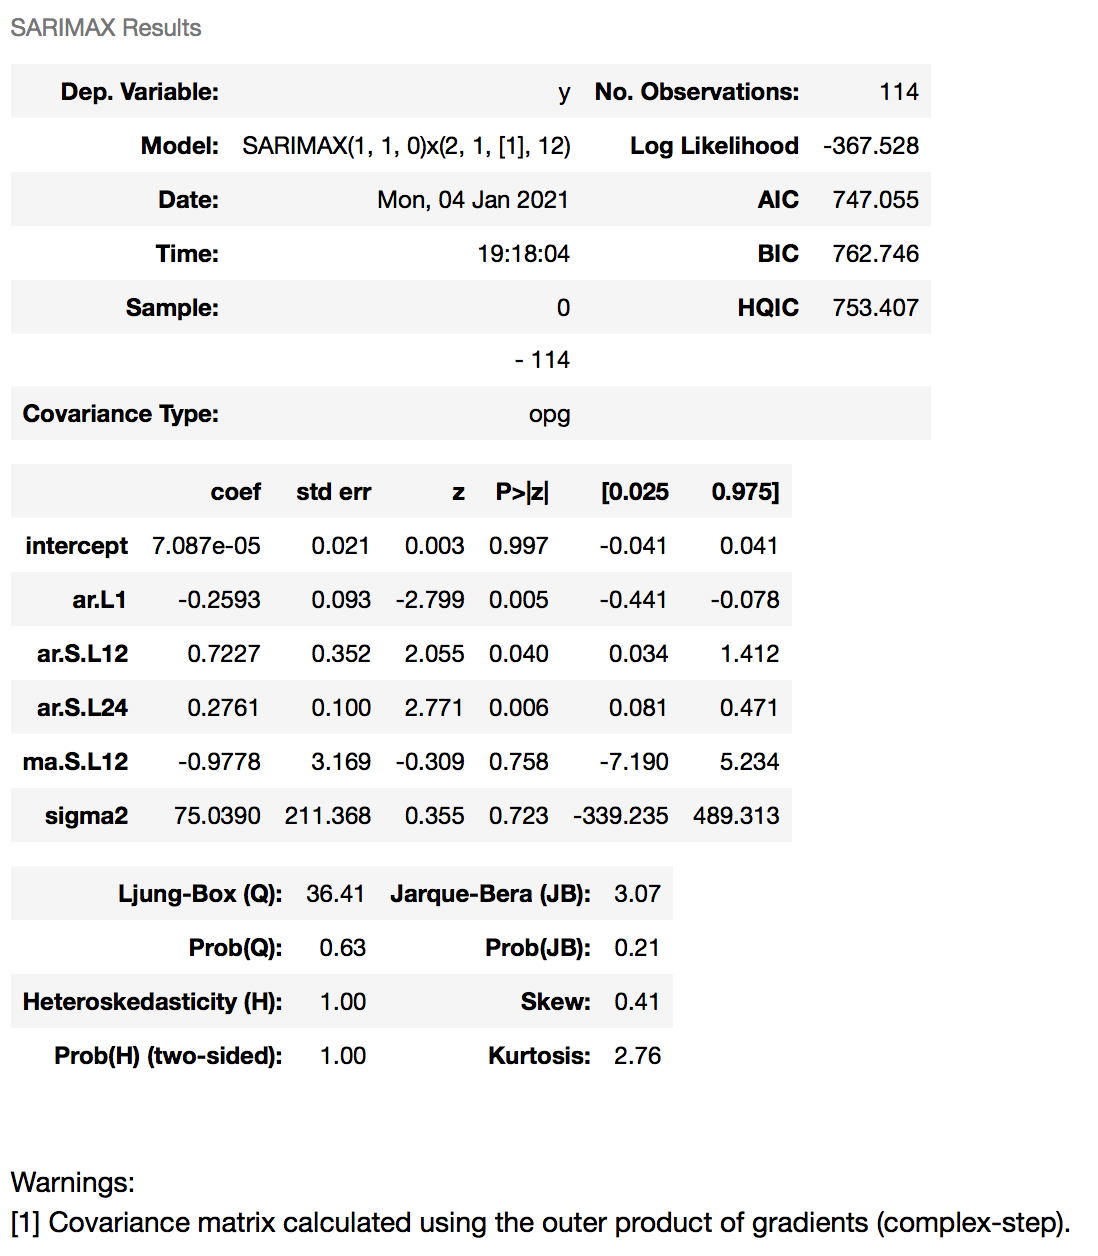 SARIMAX Results
Dep. Variable: y No. Observations: 114
Model: SARIMAX(1, 1, 0)x(2, 1, [1], 12) Log Likelihood -367.528
Date: Mon, 04 Jan 2021 AIC 747.055
Time: 19:18:04 BIC 762.746
Sample: 0 HQIC 753.407
- 114
Covariance Type: opg
coef std err z P>|z| [0.025 0.975]
intercept 7.087e-05 0.021 0.003 0.997 -0.041 0.041
ar.L1 -0.2593 0.093 -2.799 0.005 -0.441 -0.078
ar.S.L12 0.7227 0.352 2.055 0.040 0.034 1.412
ar.S.L24 0.2761 0.100 2.771 0.006 0.081 0.471
ma.S.L12 -0.9778 3.169 -0.309 0.758 -7.190 5.234
sigma2 75.0390 211.368 0.355 0.723 -339.235 489.313
Ljung-Box (Q): 36.41 Jarque-Bera (JB): 3.07
Prob(Q): 0.63 Prob(JB): 0.21
Heteroskedasticity (H): 1.00 Skew: 0.41
Prob(H) (two-sided): 1.00 Kurtosis: 2.76
Warnings:
[1] Covariance matrix calculated using the outer product of gradients (complex-step).